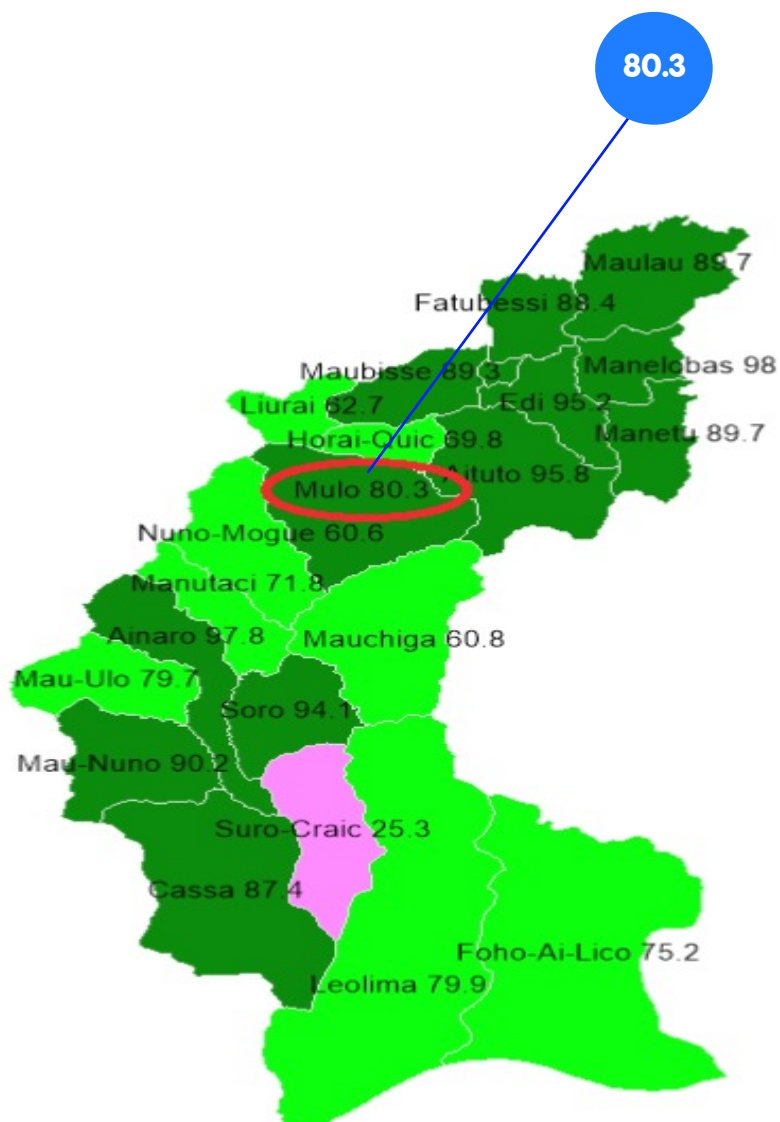 80.3
Maulau 89.7
Fatubessi 88.4
Manelobas 98
Maubisse 89.3
Edi 95.2
Liurai 62.7
Manetu 89.7
Horai-Quic 69.8
Aituto 95.8
Mulo 80.3
Nuno-Mogue 60.6
Manutaci 71.8
Ainaro 97.8
Mauchiga 60.8
Mau-Ulo 79.7
Soro 94.1
Mau-Nuno 90.2
Suro-Craic 25.3
Cassa 87.4
Foho-Ai-Lico 75.2
Leolima 79.9